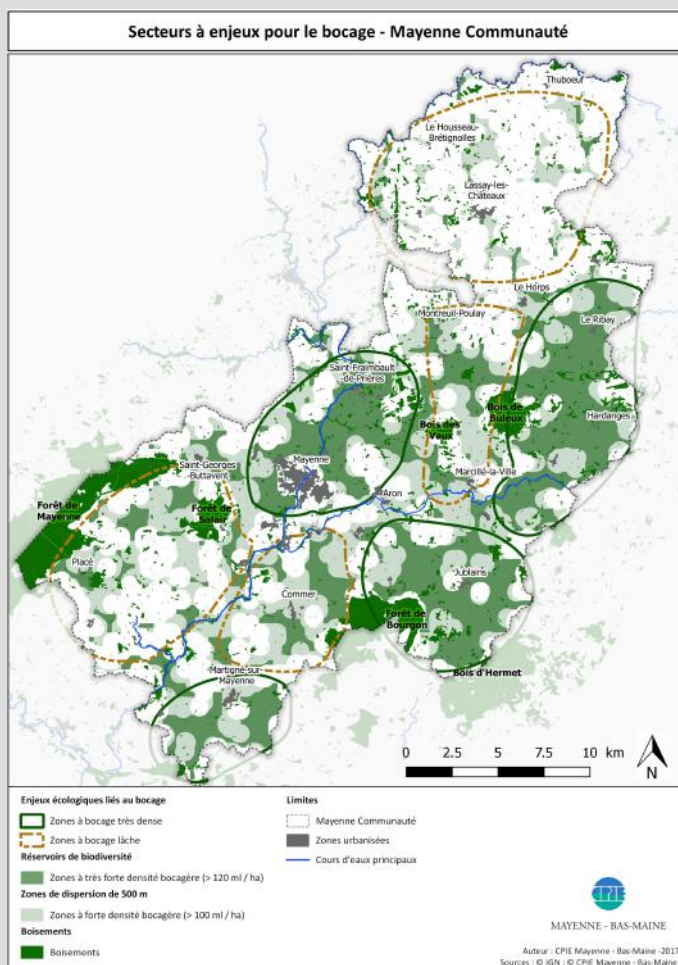 Secteurs à enjeux pour le bocage - Mayenne Communauté
Thuboeuf
Le Housseau-
Brétignolles
Lassay-les-
Châteaux
Le Horps
Montreuil-Poulay
Le Ribay
Saint-Fraimbault
-de-Prières
Bois de
Buleux
Hardanges
Bois des
Vaux
Mayenne
Saint-Georges
-Buttavent
Marcillé-la-Ville
Aron
Forêt de
Mayenne
Forêt de
Salair
Placé
Jublains
Commer
Forêt de
Bourgon
Martigné-sur-
Mayenne
Bois d'Hermet
0 2.5 5 7.5 10 km
N
Enjeux écologiques liés au bocage
Zones à bocage très dense
Zones à bocage lâche
Réservoirs de biodiversité
Zones à très forte densité bocagère (> 120 ml / ha)
Zones de dispersion de 500 m
Zones à forte densité bocagère (> 100 ml / ha)
Boisements
Boisements
Limites
Mayenne Communauté
Zones urbanisées
Cours d'eaux principaux
CPIE
MAYENNE - BAS-MAINE
Auteur : CPIE Mayenne - Bas-Maine -2017
Sources : © IGN ; © CPIE Mayenne - Bas-Maine